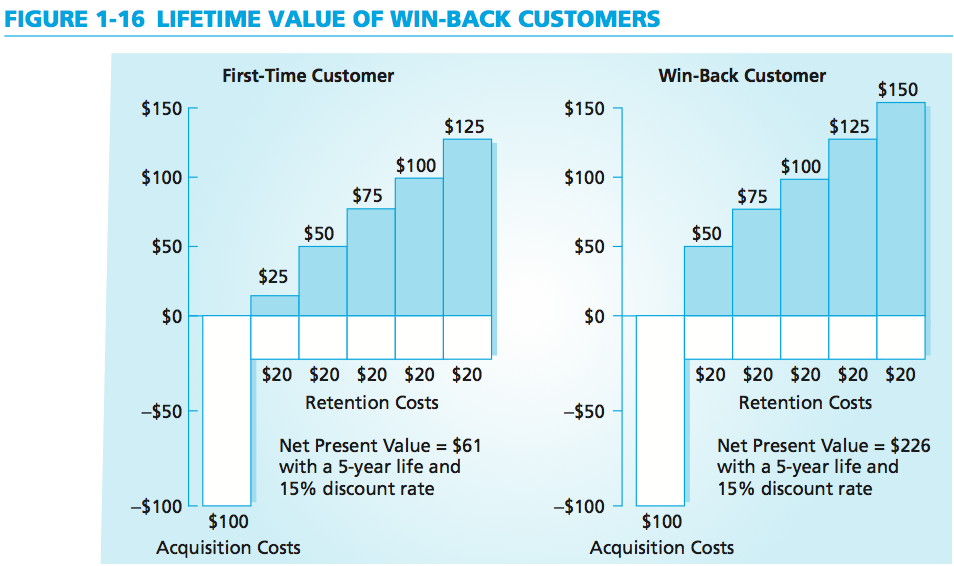 FIGURE 1-16 LIFETIME VALUE OF WIN-BACK CUSTOMERS
First-Time Customer
$150
$100
$50
$0
–$50
–$100
$25
$50
$75
$100
$125
$20 $20 $20 $20 $20
Retention Costs
Net Present Value = $61
with a 5-year life and
15% discount rate
$100
Acquisition Costs
Win-Back Customer
$150
$100
$50
$0
–$50
–$100
$50
$75
$100
$125
$150
$20 $20 $20 $20 $20
Retention Costs
Net Present Value = $226
with a 5-year life and
15% discount rate
$100
Acquisition Costs